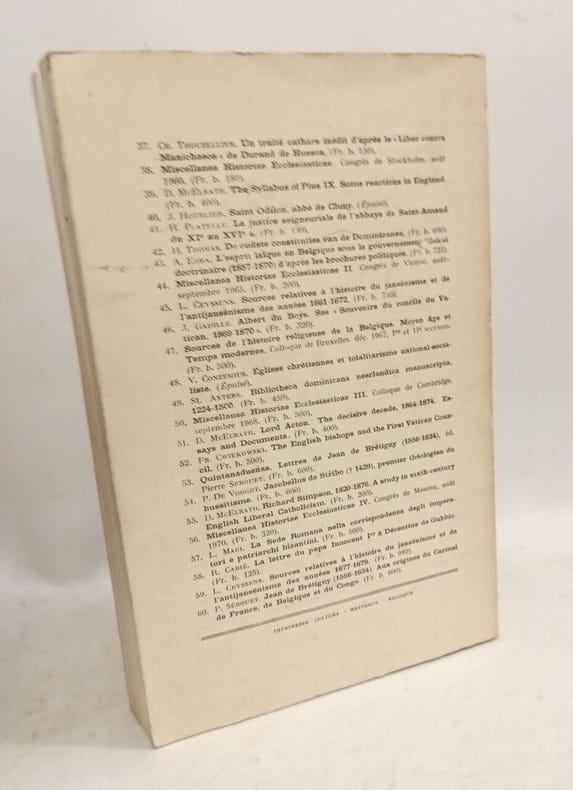 37. Ch. Thouzellier. Un traité cathare inédit d'après le « Liber contra
Manichaeos » de Durand de Huesca. (Fr. b. 150).
38. Miscellanea Historiae Ecclesiasticae. Congrès de Stockholm, août
1960. (Fr. b. 180).
39. D. McElrath. The Syllabus of Pius IX. Some reactions in England.
(Fr. b. 400).
40. J. Hourlier. Saint Odilon, abbé de Cluny. (Épuisé).
41. H. Platelle. La justice seigneuriale de l'abbaye de Saint-Amand
du XIe au XVIe s. (Fr. b.
42. H. Thomas. De oudste constituties van de Dominicanen. (Fr. b. 600)
43. A. Erba. L'esprit laïque en Belgique sous le gouvernement
doctrinaire (1857-1870) d'après les brochures politiques. (Fr. b. 725).
44. Miscellanea Historiae Ecclesiasticae II. Congrès de Vienne, août-
septembre 1965. (Fr. b. 200).
45. L. Ceyssens. Sources relatives à l'histoire du jansénisme et de
l'antijansénisme des années 1661-1672. (Fr. b. 750).
46. J. Gadille. Albert du Boys. Ses « Souvenirs du concile du Va-
tican, 1869-1870 ». (Fr. b. 320).
47. Sources de l'histoire religieuse de la Belgique. Moyen âge et
Temps modernes. Colloque de Bruxelles, déc. 1967, Ire et IIe sections.
(Fr. b. 500).
48. V. Conzemius. Églises chrétiennes et totalitarisme national-socia-
liste. (Épuisé).
49. St. Axters. Bibliotheca dominicana neerlandica manuscripta,
1224-1500. (Fr. b. 450).
50. Miscellanea Historiae Ecclesiasticae III. Colloque de Cambridge,
septembre 1968. (Fr. b. 500).
51. D. McElrath, Lord Acton. The decisive decade, 1864-1874. Es-
says and Documents. (Fr. b. 400).
52. Fr. Cwiekowski. The English bishops and the First Vatican Coun-
cil. (Fr. b. 500).
53. Quintanadueñas. Lettres de Jean de Brétigny (1556-1634), éd.
Pierre Sérouet. (Fr. b. 600).
54. P. De Vooght. Jacobellus de Stříbro († 1429), premier théologien du
hussitisme. (Fr. b. 600).
55. D. McElrath, Richard Simpson, 1820-1876. A study in xixth century
English Liberal Catholicism. (Fr. b. 200).
56. Miscellanea Historiae Ecclesiasticae IV. Congrès de Moscou, août
1970. (Fr. b. 320).
57. L. Magi. La Sede Romana nella corrispondenza degli impera-
tori e patriarchi bizantini. (Fr. b. 500).
58. R. Cabié. La lettre du pape Innocent Ier à Décentius de Gubbio.
(Fr. b. 125).
59. L. Ceyssens. Sources relatives à l'histoire du jansénisme et de
l'antijansénisme des années 1677-1679. (Fr. b. 980).
60. P. Sérouet. Jean de Brétigny (1556-1634). Aux origines du Carmel
de France, de Belgique et du Congo. (Fr. b. 600).
IMPRIMERIE CULTURA - WETTEREN - BELGIQUE